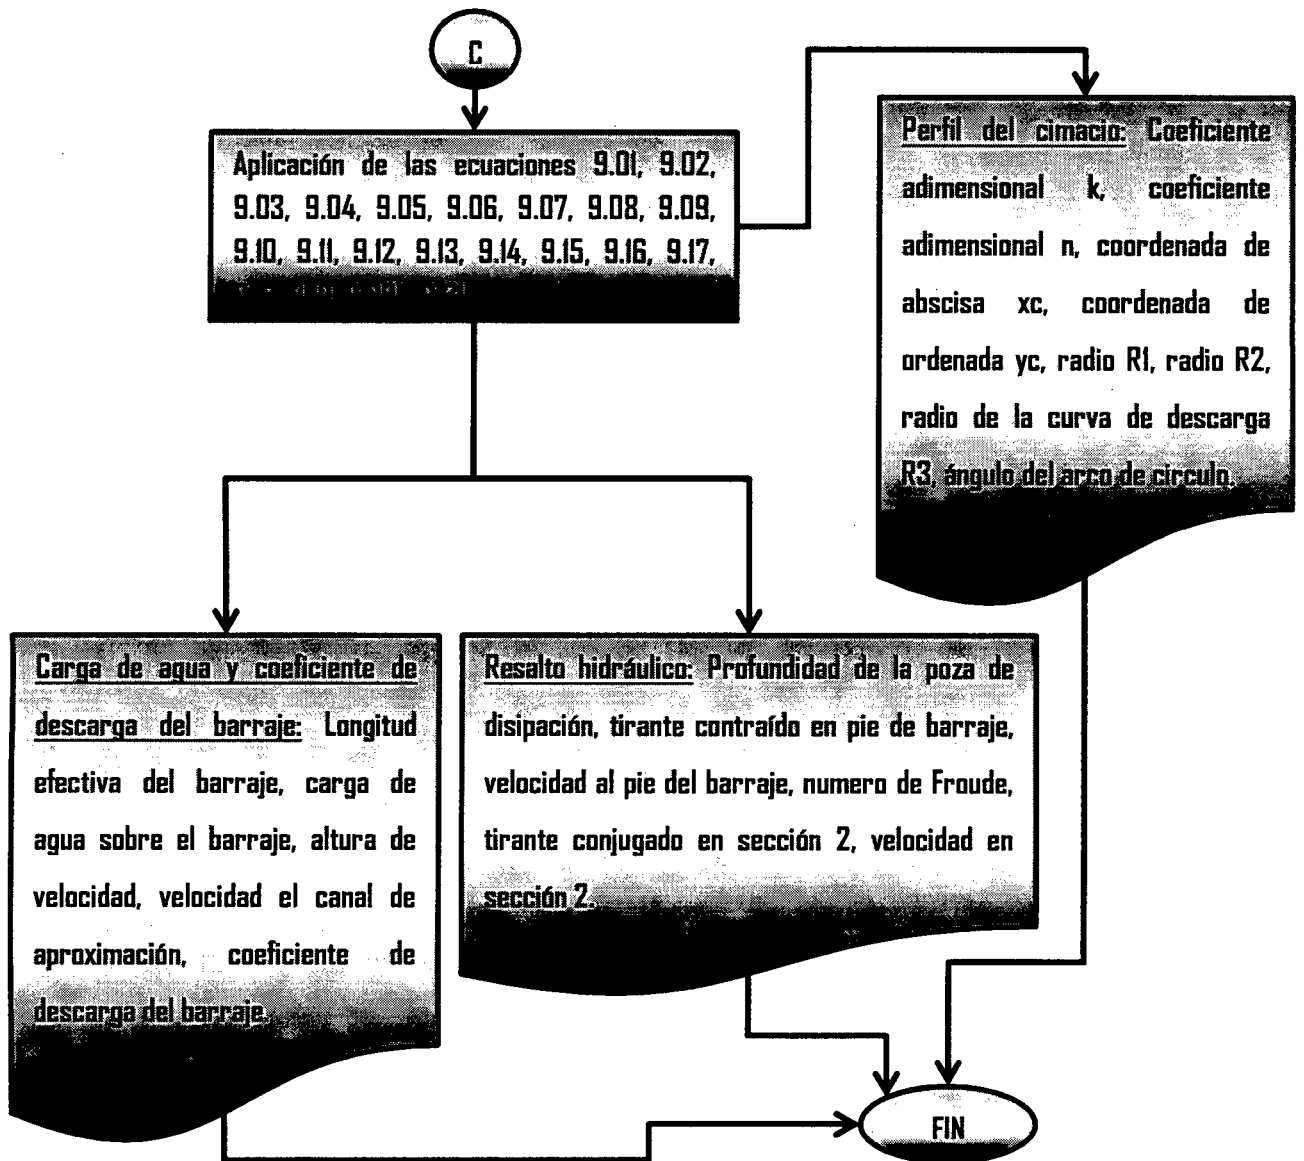 C
Aplicación de las ecuaciones 9.01, 9.02,
9.03, 9.04, 9.05, 9.06, 9.07, 9.08, 9.09,
9.10, 9.11, 9.12, 9.13, 9.14, 9.15, 9.16, 9.17,
Perfil del cimacio: Coeficiente
adimensional k, coeficiente
adimensional n, coordenada de
abscisa xc, coordenada de
ordenada yc, radio R1, radio R2,
radio de la curva de descarga
R3, ángulo del arco de circulo.
Carga de agua y coeficiente de
descarga del barraje: Longitud
efectiva del barraje, carga de
agua sobre el barraje, altura de
velocidad, velocidad el canal de
aproximación, coeficiente de
descarga del barraje.
Resalto hidráulico: Profundidad de la poza de
disipación, tirante contraído en pie de barraje,
velocidad al pie del barraje, numero de Froude,
tirante conjugado en sección 2, velocidad en
sección 2.
FIN